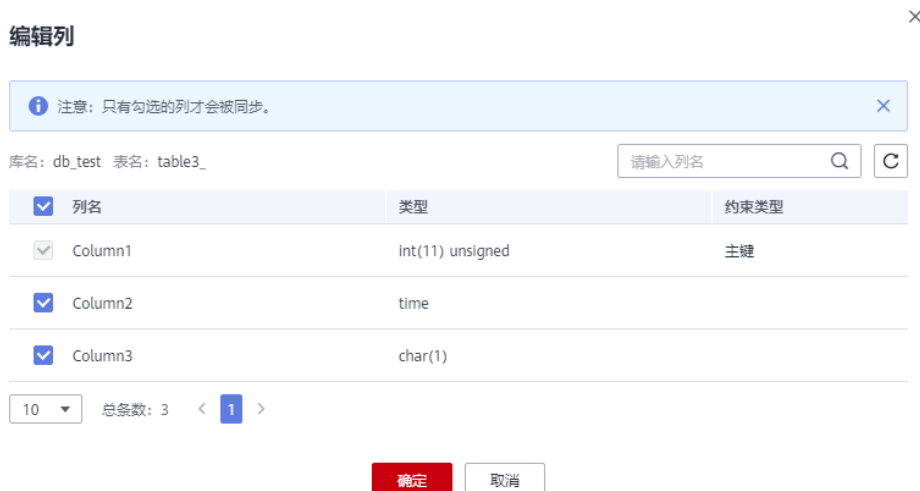 编辑列
注意：只有勾选的列才会被同步。
库名：db_test 表名：table3_ 请输入列名
列名 类型 约束类型
Column1 int(11) unsigned 主键
Column2 time
Column3 char(1)
10 总条数：3 < 1 >
确定 取消